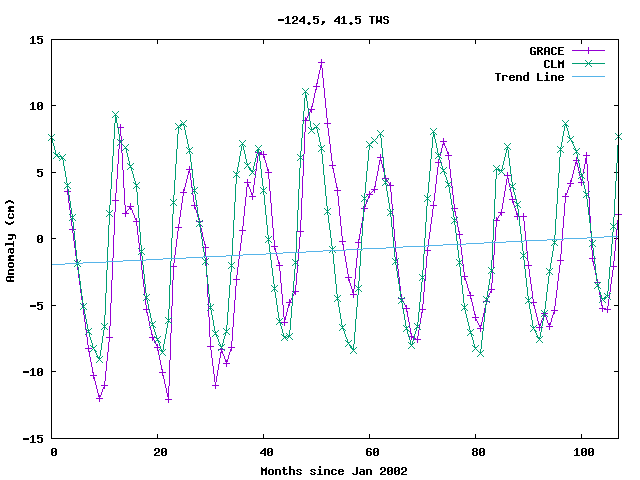 -124.5, 41.5 TWS
GRACE
CLM
Trend Line
15
10
5
0
-5
-10
-15
Anomaly (cm)
0 20 40 60 80 100
Months since Jan 2002